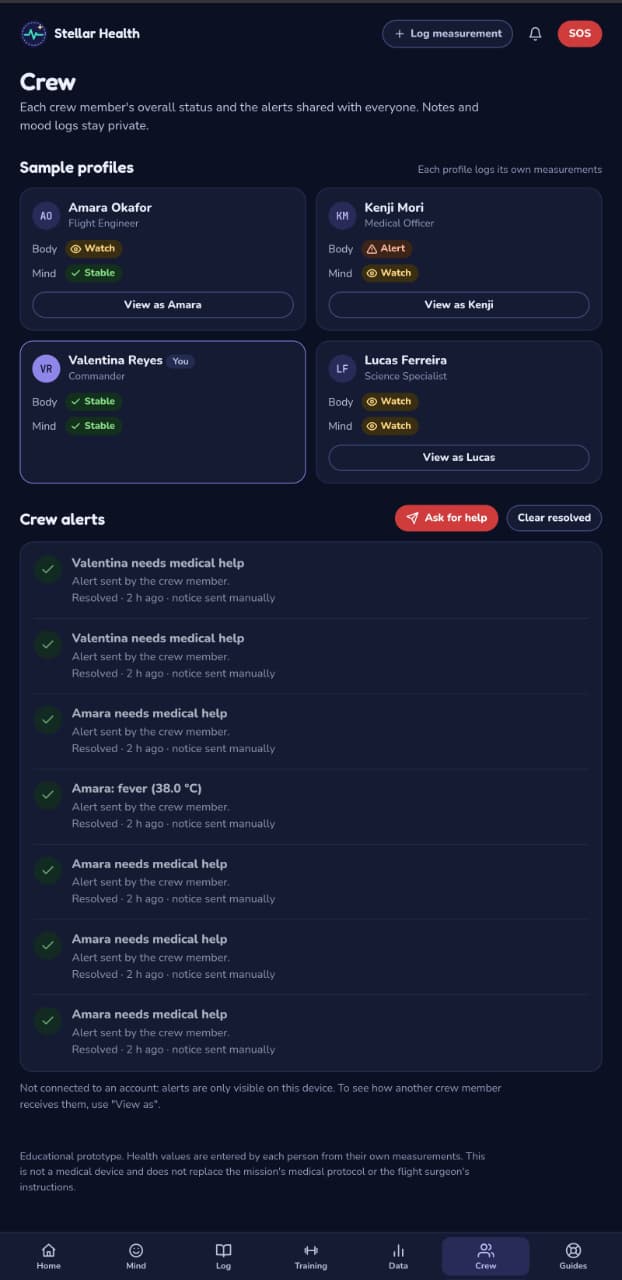 Stellar Health
+ Log measurement
SOS
Crew
Each crew member's overall status and the alerts shared with everyone. Notes and
mood logs stay private.
Sample profiles
Each profile logs its own measurements
AO
Amara Okafor
Flight Engineer
Body Watch
Mind Stable
View as Amara
KM
Kenji Mori
Medical Officer
Body Alert
Mind Watch
View as Kenji
VR
Valentina Reyes You
Commander
Body Stable
Mind Stable
LF
Lucas Ferreira
Science Specialist
Body Watch
Mind Watch
View as Lucas
Crew alerts
Ask for help
Clear resolved
Valentina needs medical help
Alert sent by the crew member.
Resolved · 2 h ago · notice sent manually
Valentina needs medical help
Alert sent by the crew member.
Resolved · 2 h ago · notice sent manually
Amara needs medical help
Alert sent by the crew member.
Resolved · 2 h ago · notice sent manually
Amara: fever (38.0 °C)
Alert sent by the crew member.
Resolved · 2 h ago · notice sent manually
Amara needs medical help
Alert sent by the crew member.
Resolved · 2 h ago · notice sent manually
Amara needs medical help
Alert sent by the crew member.
Resolved · 2 h ago · notice sent manually
Amara needs medical help
Alert sent by the crew member.
Resolved · 2 h ago · notice sent manually
Not connected to an account: alerts are only visible on this device. To see how another crew member
receives them, use "View as".
Educational prototype. Health values are entered by each person from their own measurements. This
is not a medical device and does not replace the mission's medical protocol or the flight surgeon's
instructions.
Home
Mind
Log
Training
Data
Crew
Guides